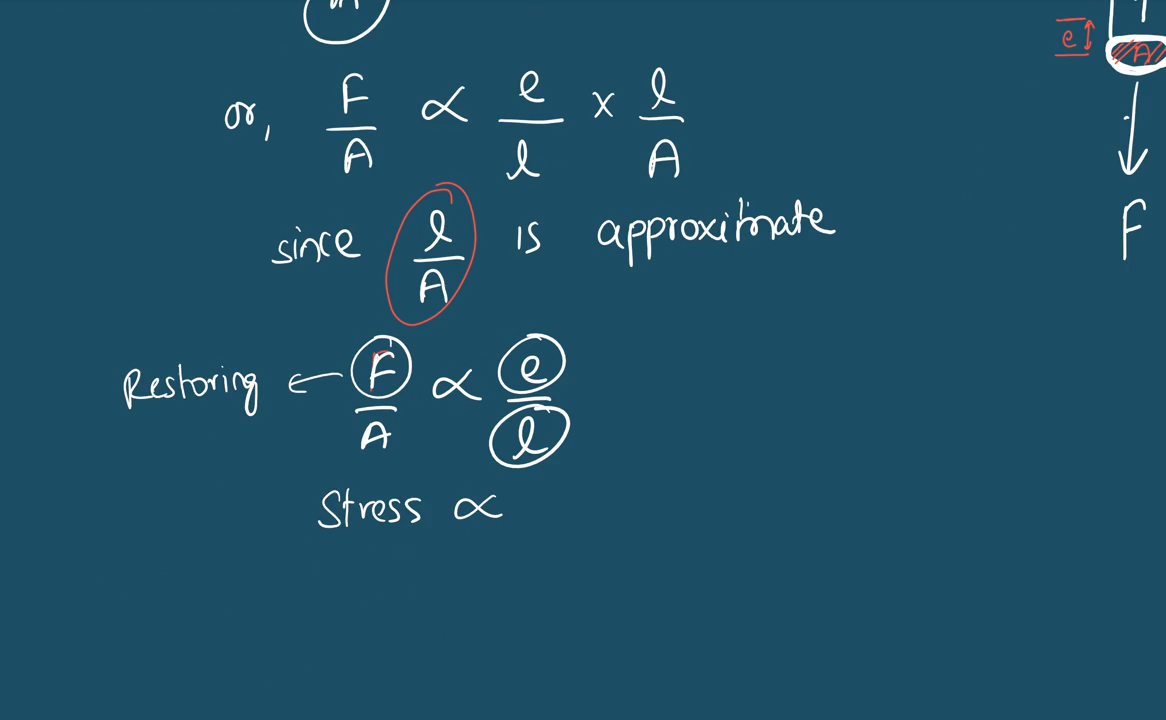 e
A
or, F/A ∝ e/l × l/A
F
since l/A is approximate
Restoring ← F/A ∝ e/l
Stress ∝